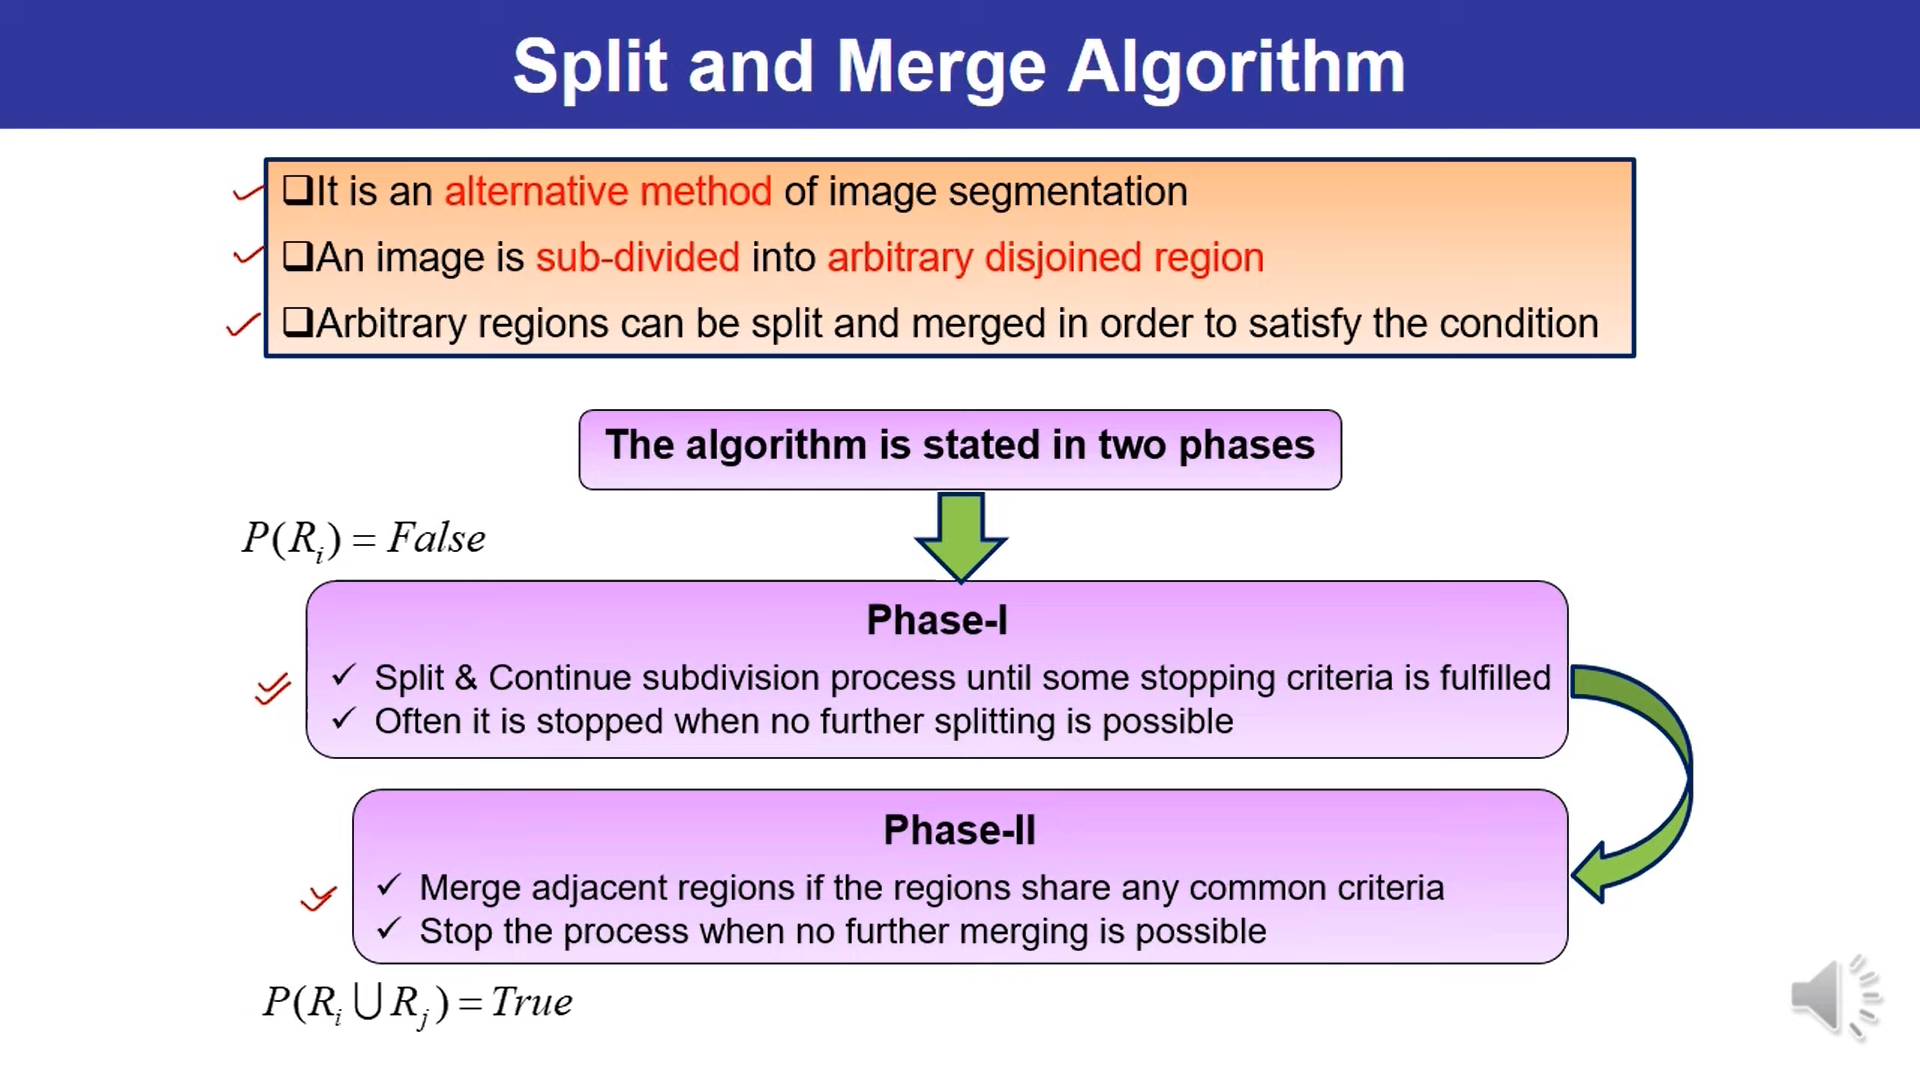 Split and Merge Algorithm
❑It is an alternative method of image segmentation
❑An image is sub-divided into arbitrary disjoined region
❑Arbitrary regions can be split and merged in order to satisfy the condition
The algorithm is stated in two phases
P(Rᵢ) = False
Phase-I
✓ Split & Continue subdivision process until some stopping criteria is fulfilled
✓ Often it is stopped when no further splitting is possible
Phase-II
✓ Merge adjacent regions if the regions share any common criteria
✓ Stop the process when no further merging is possible
P(Rᵢ ⋃ Rⱼ) = True